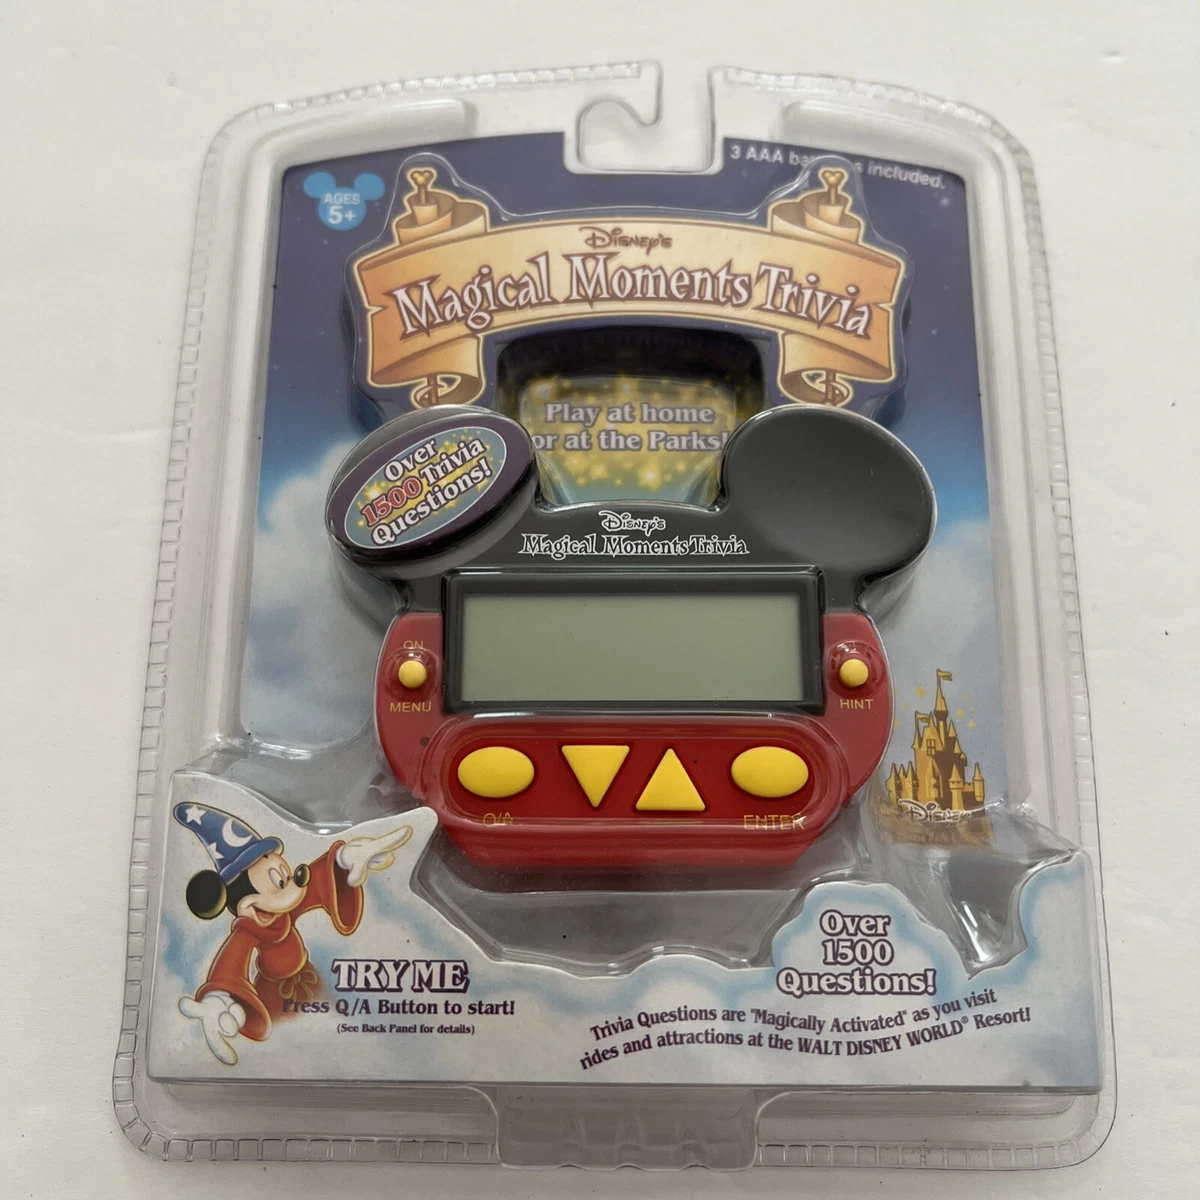 3 AAA ba s included.
AGES
5+
Disney's
Magical Moments Trivia
Play at home
or at the Parks!
Over
1500 Trivia
Questions!
Disney's
Magical Moments Trivia
ON
MENU
HINT
Q/A
ENTER
Disney
TRY ME
Press Q/A Button to start!
(See Back Panel for details)
Over
1500
Questions!
Trivia Questions are "Magically Activated" as you visit
rides and attractions at the WALT DISNEY WORLD® Resort!